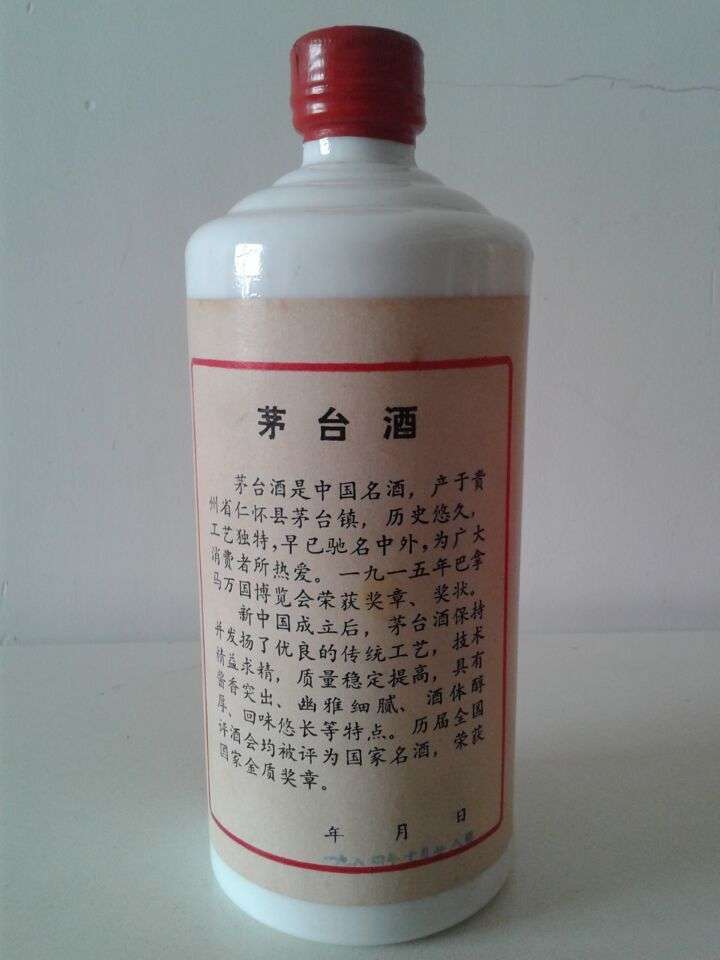 茅台酒
茅台酒是中国名酒，产于贵
州省仁怀县茅台镇，历史悠久，
工艺独特，早已驰名中外，为广大
消费者所热爱。一九一五年巴拿
马万国博览会荣获奖章、奖状。
新中国成立后，茅台酒保持
并发扬了优良的传统工艺，技术
精益求精，质量稳定提高，具有
酱香突出、幽雅细腻、酒体醇
厚、回味悠长等特点。历届全国
评酒会均被评为国家名酒，荣获
国家金质奖章。
年 月 日